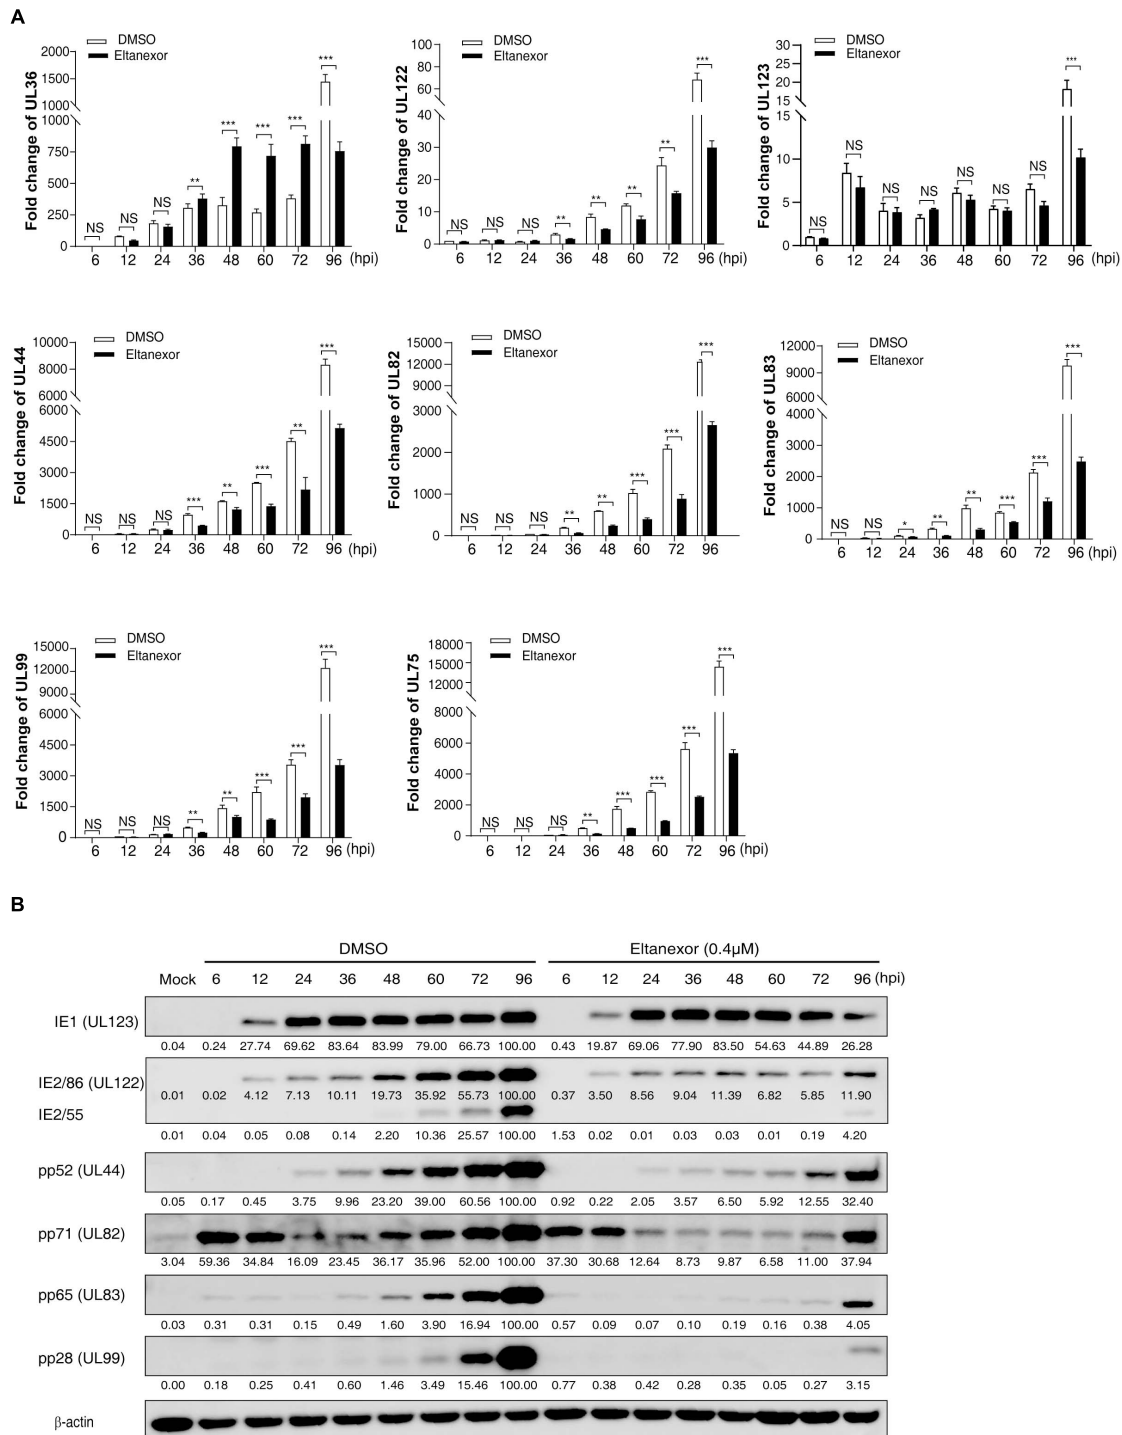 A
DMSO
Eltanexor
Fold change of UL36
2000
1500
1000
1000
750
500
250
0
NS NS NS ** *** *** *** ***
6 12 24 36 48 60 72 96 (hpi)
DMSO
Eltanexor
Fold change of UL122
100
80
60
40
30
20
10
0
NS NS NS ** ** ** ** ***
6 12 24 36 48 60 72 96 (hpi)
DMSO
Eltanexor
Fold change of UL123
30
25
20
15
15
10
5
0
NS NS NS NS NS NS NS ***
6 12 24 36 48 60 72 96 (hpi)
DMSO
Eltanexor
Fold change of UL44
10000
8000
6000
6000
4500
3000
1500
0
NS NS NS *** ** *** ** ***
6 12 24 36 48 60 72 96 (hpi)
DMSO
Eltanexor
Fold change of UL82
15000
12000
9000
3000
2000
1000
0
NS NS NS ** ** *** *** ***
6 12 24 36 48 60 72 96 (hpi)
DMSO
Eltanexor
Fold change of UL83
12000
9000
6000
4000
3000
2000
1000
0
NS NS * ** ** *** *** ***
6 12 24 36 48 60 72 96 (hpi)
DMSO
Eltanexor
Fold change of UL99
15000
12000
9000
6000
4500
3000
1500
0
NS NS NS ** ** *** *** ***
6 12 24 36 48 60 72 96 (hpi)
DMSO
Eltanexor
Fold change of UL75
18000
15000
12000
8000
6000
4000
2000
0
NS NS NS ** *** *** *** ***
6 12 24 36 48 60 72 96 (hpi)
B
DMSO Eltanexor (0.4μM)
Mock 6 12 24 36 48 60 72 96 6 12 24 36 48 60 72 96 (hpi)
IE1 (UL123)
0.04 0.24 27.74 69.62 83.64 83.99 79.00 66.73 100.00 0.43 19.87 69.06 77.90 83.50 54.63 44.89 26.28
IE2/86 (UL122)
0.01 0.02 4.12 7.13 10.11 19.73 35.92 55.73 100.00 0.37 3.50 8.56 9.04 11.39 6.82 5.85 11.90
IE2/55
0.01 0.04 0.05 0.08 0.14 2.20 10.36 25.57 100.00 1.53 0.02 0.01 0.03 0.03 0.01 0.19 4.20
pp52 (UL44)
0.05 0.17 0.45 3.75 9.96 23.20 39.00 60.56 100.00 0.92 0.22 2.05 3.57 6.50 5.92 12.55 32.40
pp71 (UL82)
3.04 59.36 34.84 16.09 23.45 36.17 35.96 52.00 100.00 37.30 30.68 12.64 8.73 9.87 6.58 11.00 37.94
pp65 (UL83)
0.03 0.31 0.31 0.15 0.49 1.60 3.90 16.94 100.00 0.57 0.09 0.07 0.10 0.19 0.16 0.38 4.05
pp28 (UL99)
0.00 0.18 0.25 0.41 0.60 1.46 3.49 15.46 100.00 0.77 0.38 0.42 0.28 0.35 0.05 0.27 3.15
β-actin